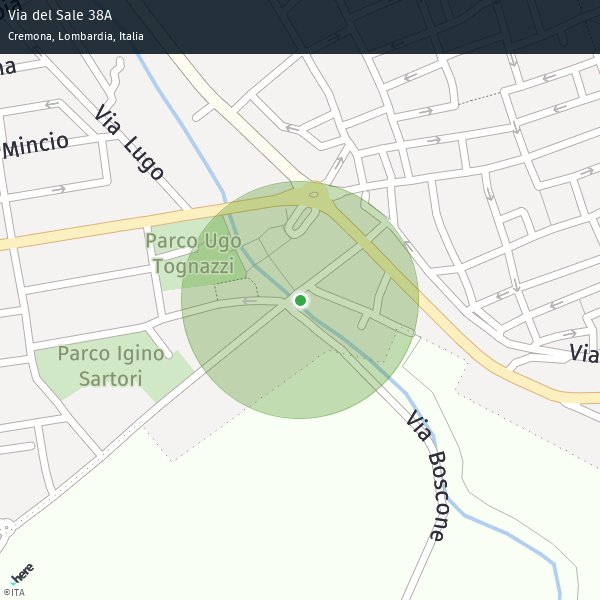 Via del Sale 38A
Cremona, Lombardia, Italia
Mincio
Via Lugo
Parco Ugo
Tognazzi
Parco Igino
Sartori
Via
Via Boscone
here
©ITA